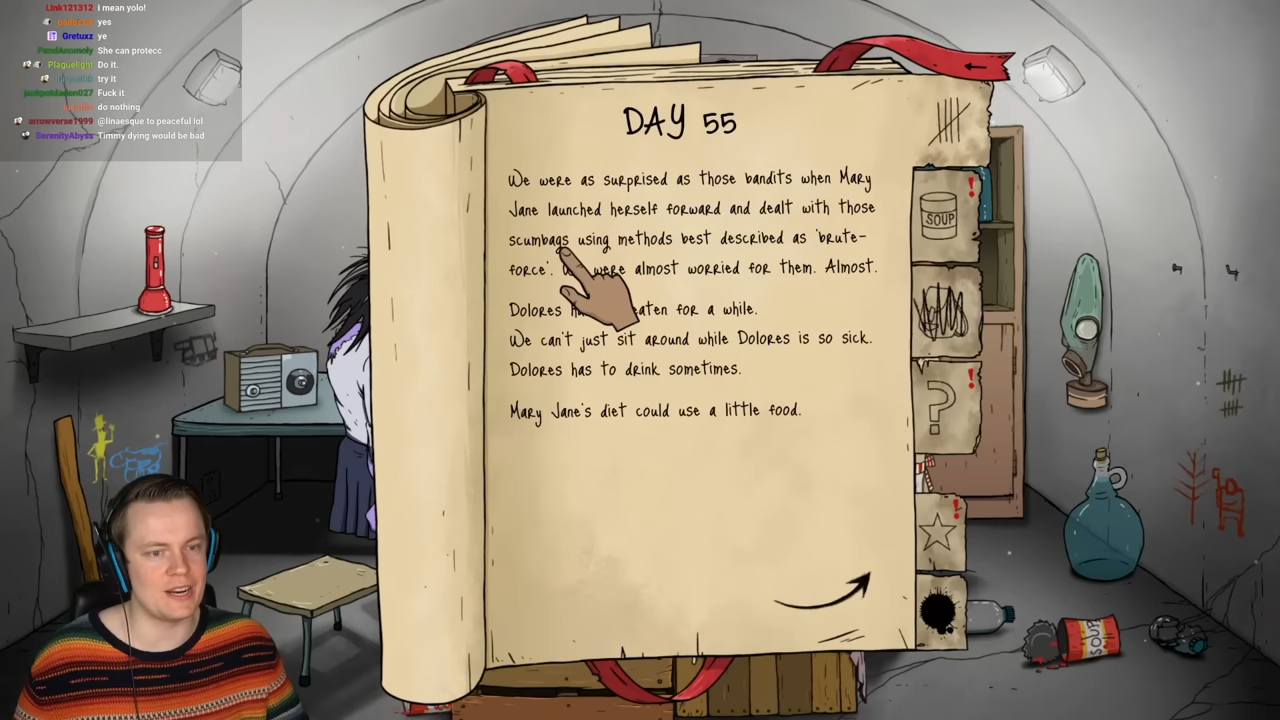 Link121312 i mean yolo!
yes
Gretuxz ye
PandAnomoly She can protecc
Plaguelight Do it.
try it
jackpotdadon027 Fuck it
do nothing
arrowverse1999 @linaesque to peaceful lol
SerenityAbyss Timmy dying would be bad
DAY 55
We were as surprised as those bandits when Mary
Jane launched herself forward and dealt with those
scumbags using methods best described as 'brute-
force'. were almost worried for them. Almost.
Dolores eaten for a while.
We can't just sit around while Dolores is so sick.
Dolores has to drink sometimes.
Mary Jane's diet could use a little food.
SOUP
!
?
!
!
SOUP